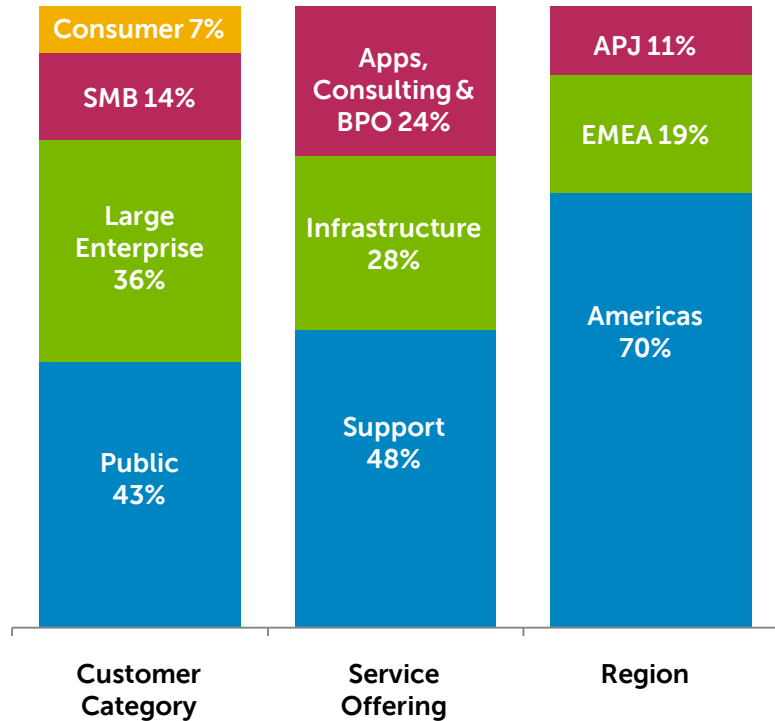 Consumer 7%
SMB 14%
Large
Enterprise
36%
Public
43%
Apps,
Consulting &
BPO 24%
Infrastructure
28%
Support
48%
APJ 11%
EMEA 19%
Americas
70%
Customer
Category
Service
Offering
Region